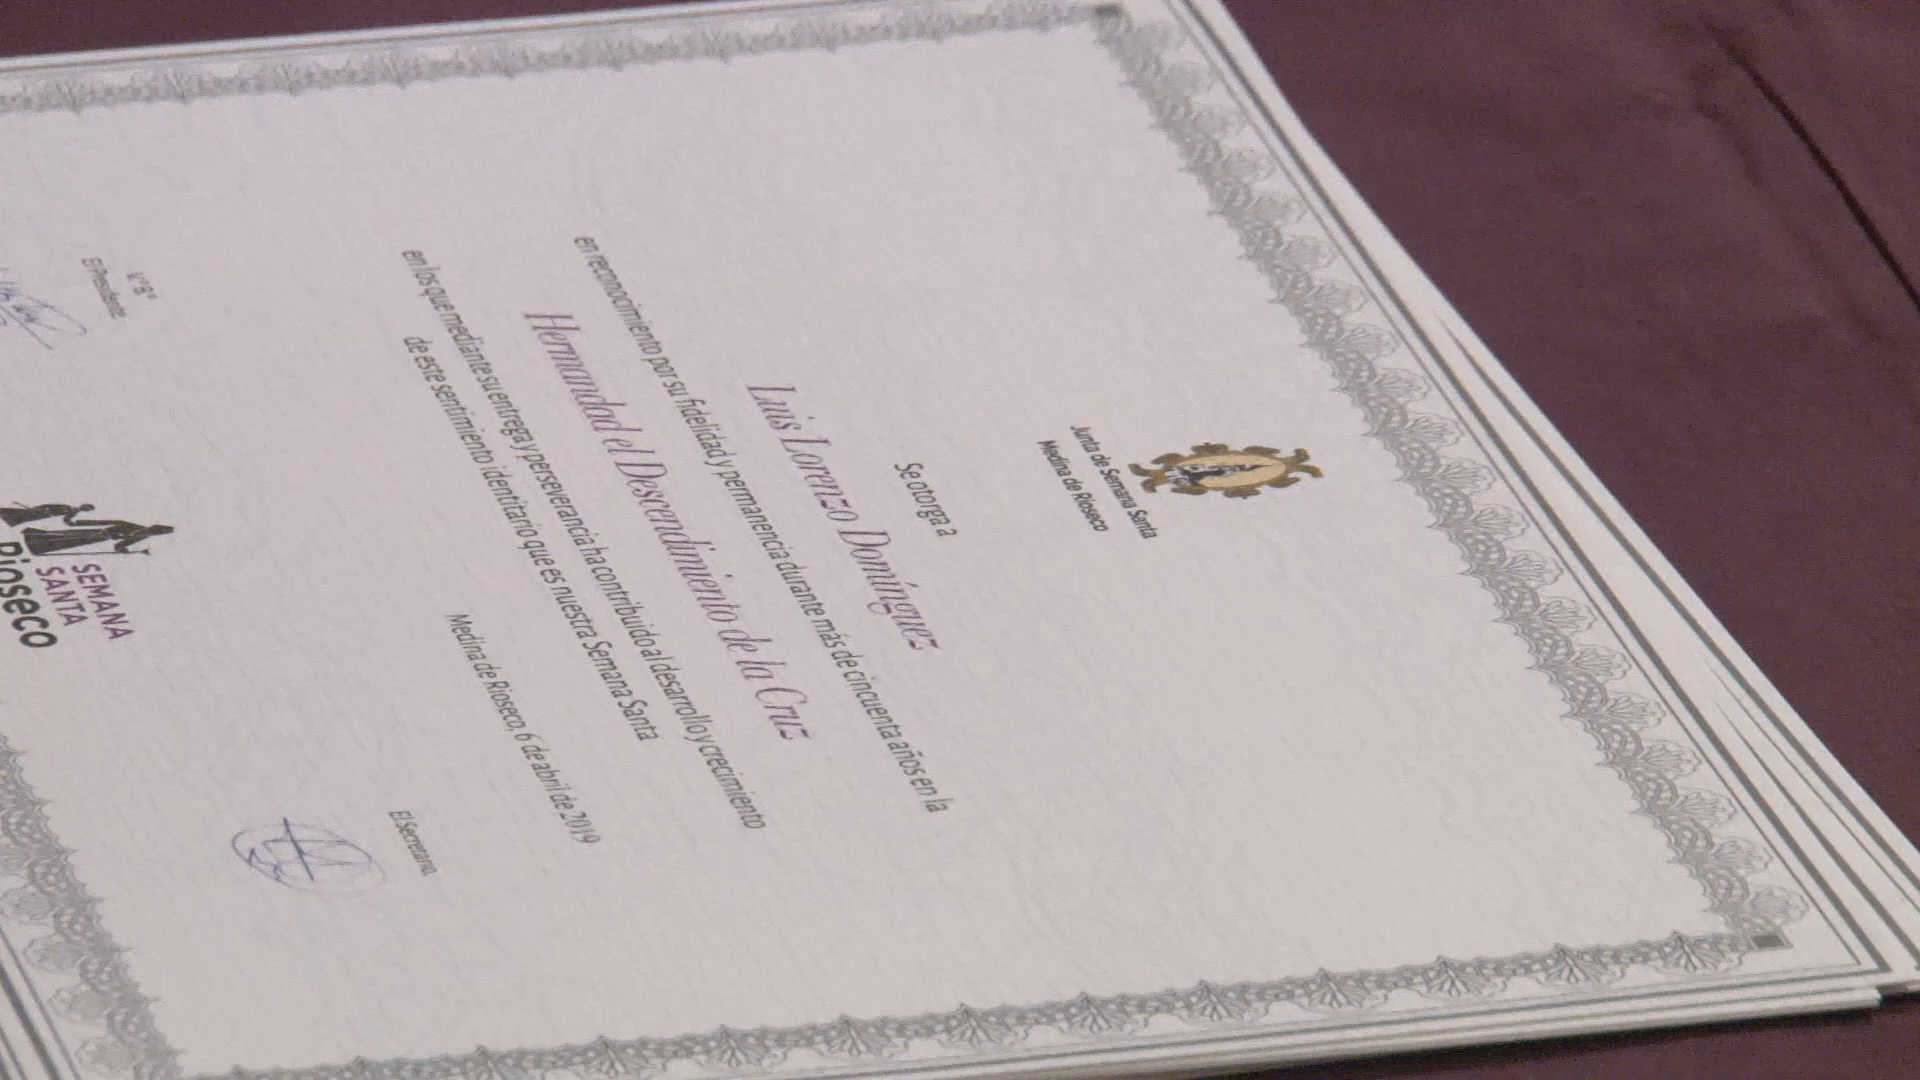 Junta de Semana Santa
Medina de Rioseco
Se otorga a
Luis Lorenzo Domínguez
en reconocimiento por su fidelidad y permanencia durante más de cincuenta años en la
Hermandad el Descendimiento de la Cruz
en los que mediante su entrega y perseverancia ha contribuido al desarrollo y crecimiento
de este sentimiento identitario que es nuestra Semana Santa
Medina de Rioseco, 6 de abril de 2019
VºBº
El Presidente
El Secretario
SEMANA
SANTA
Rioseco